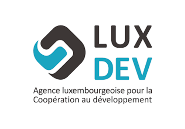 LUX
DEV
Agence luxembourgeoise pour la
Coopération au développement